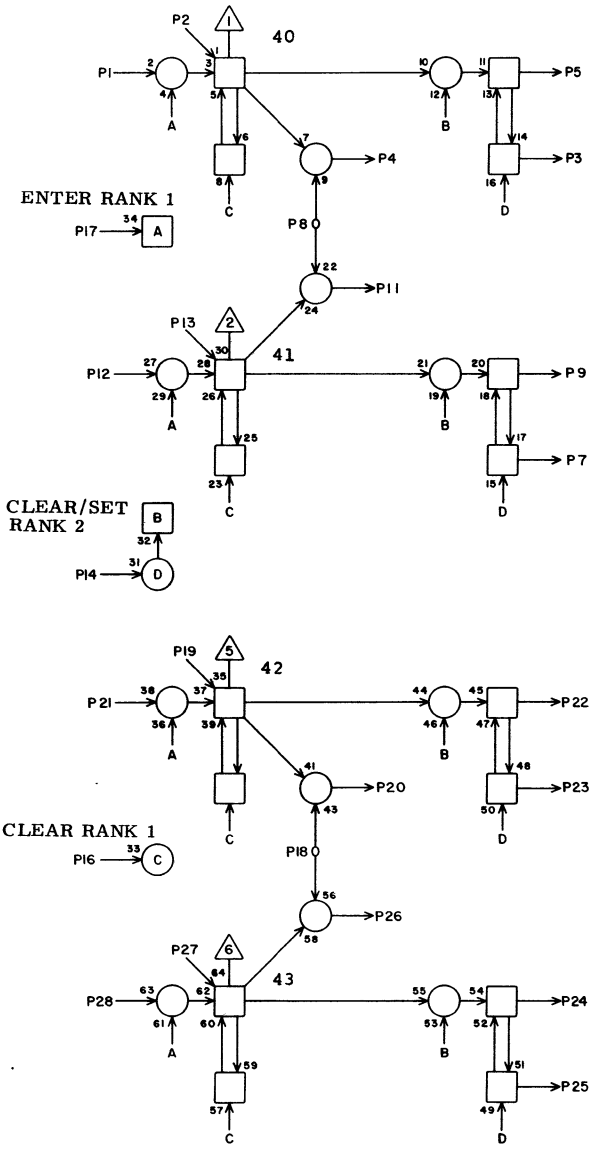 P2 1 40
1
P1 2 3 10 11 P5
4 5 6 12 13 14
A 7 B
8 9 P4 16 P3
C D
ENTER RANK 1
34
P17 A P8
22
P11
24
P13 2 30 41
P12 27 28 21 20 P9
29 26 19 18
A 25 B 17
23 15 P7
C D
CLEAR/SET
RANK 2
B
32
31
P14 D
P19 5 42
35
P21 38 37 44 45 P22
36 39 46 47
A 41 B 48
43 P20 50 P23
C D
CLEAR RANK 1
33
P16 C P18
56
P26
58
P27 6 64 43
P28 63 62 55 54 P24
61 60 53 52
A 59 B 51
57 49 P25
C D